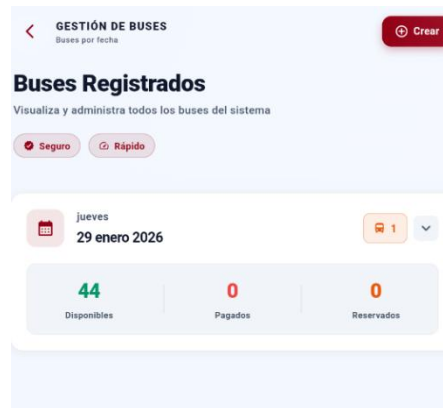 GESTIÓN DE BUSES
Buses por fecha
Crear
Buses Registrados
Visualiza y administra todos los buses del sistema
Seguro
Rápido
jueves
29 enero 2026
1
44
0
0
Disponibles
Pagados
Reservados